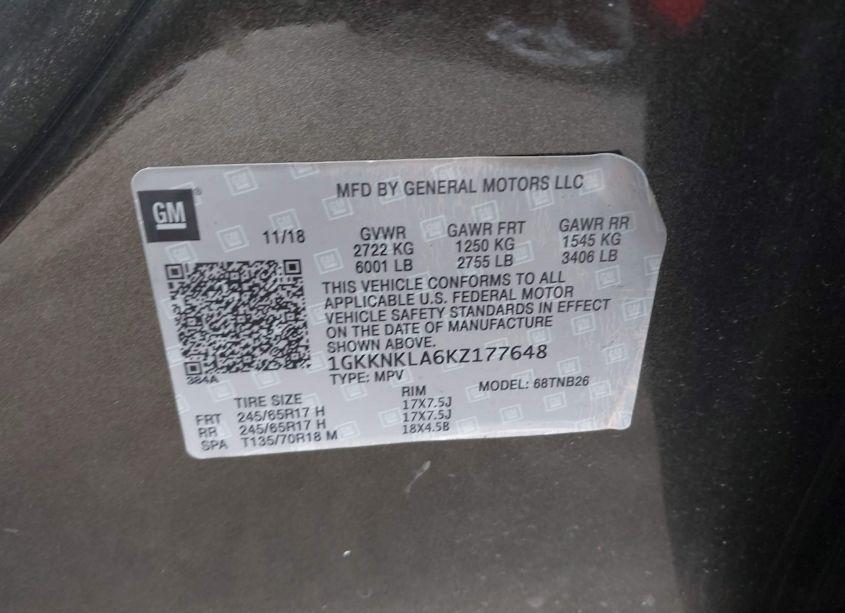 GM
MFD BY GENERAL MOTORS LLC
11/18
GVWR GAWR FRT GAWR RR
2722 KG 1250 KG 1545 KG
6001 LB 2755 LB 3406 LB
THIS VEHICLE CONFORMS TO ALL
APPLICABLE U.S. FEDERAL MOTOR
VEHICLE SAFETY STANDARDS IN EFFECT
ON THE DATE OF MANUFACTURE
SHOWN ABOVE.
1GKKNKLA6KZ177648
384A
TYPE: MPV MODEL: 68TNB26
TIRE SIZE RIM
FRT 245/65R17 H 17X7.5J
RR 245/65R17 H 17X7.5J
SPA T135/70R18 M 18X4.5B